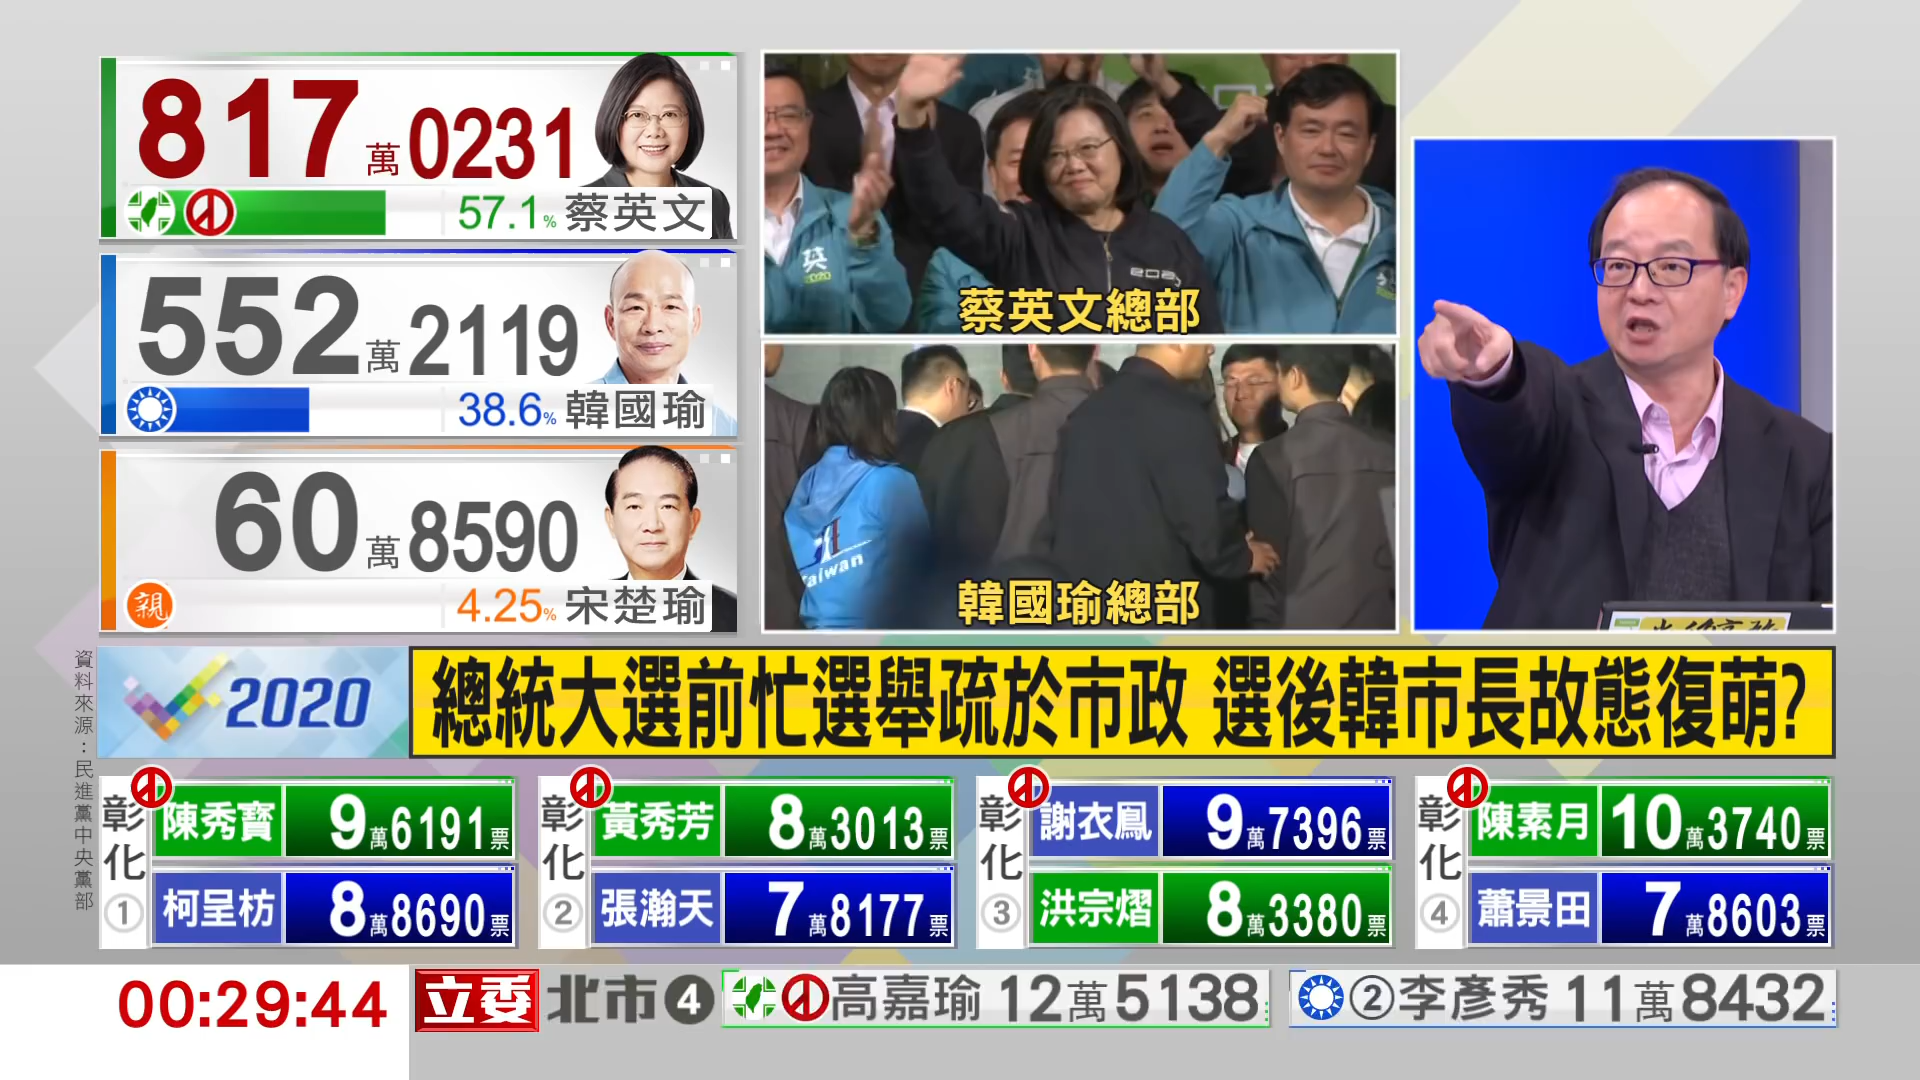 817萬0231
57.1% 蔡英文
552萬2119
38.6% 韓國瑜
60萬8590
親 4.25% 宋楚瑜
英
2020
蔡英文總部
Taiwan
韓國瑜總部
資料來源：民進黨中央黨部
2020
總統大選前忙選舉疏於市政 選後韓市長故態復萌?
彰化①
陳秀寳 9萬6191票
柯呈枋 8萬8690票
彰化②
黃秀芳 8萬3013票
張瀚天 7萬8177票
彰化③
謝衣鳳 9萬7396票
洪宗熠 8萬3380票
彰化④
陳素月 10萬3740票
蕭景田 7萬8603票
00:29:44
立委 北市④ 高嘉瑜 12萬5138 ②李彥秀 11萬8432